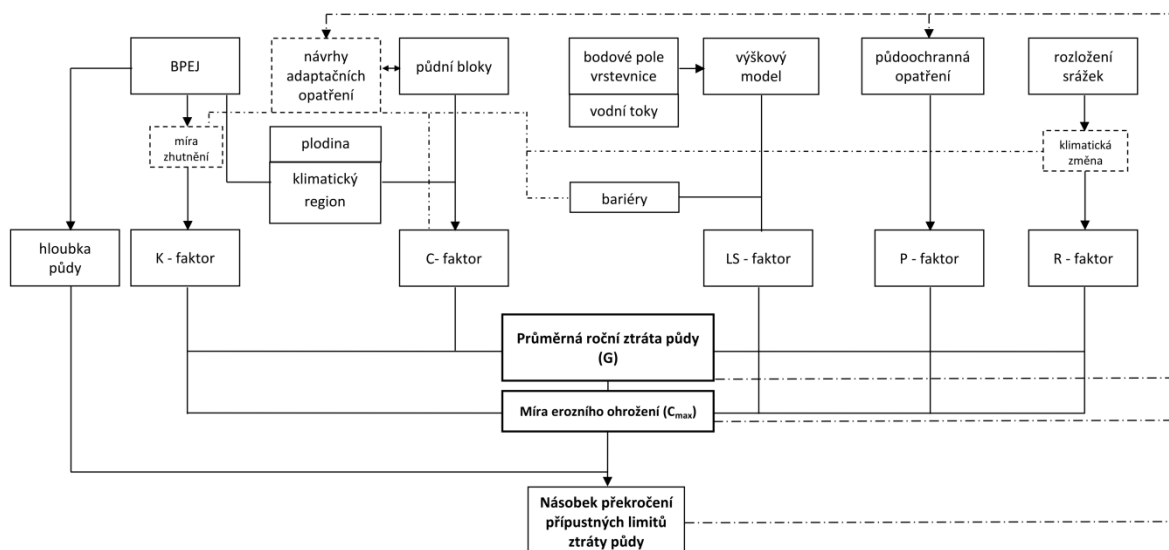 BPEJ
návrhy
adaptačních
opatření
půdní bloky
bodové pole
vrstevnice
vodní toky
výškový
model
půdoochranná
opatření
rozložení
srážek
míra
zhutnění
plodina
klimatický
region
klimatická
změna
bariéry
hloubka
půdy
K - faktor
C- faktor
LS - faktor
P - faktor
R - faktor
Průměrná roční ztráta půdy
(G)
Míra erozního ohrožení (Cmax)
Násobek překročení
přípustných limitů
ztráty půdy